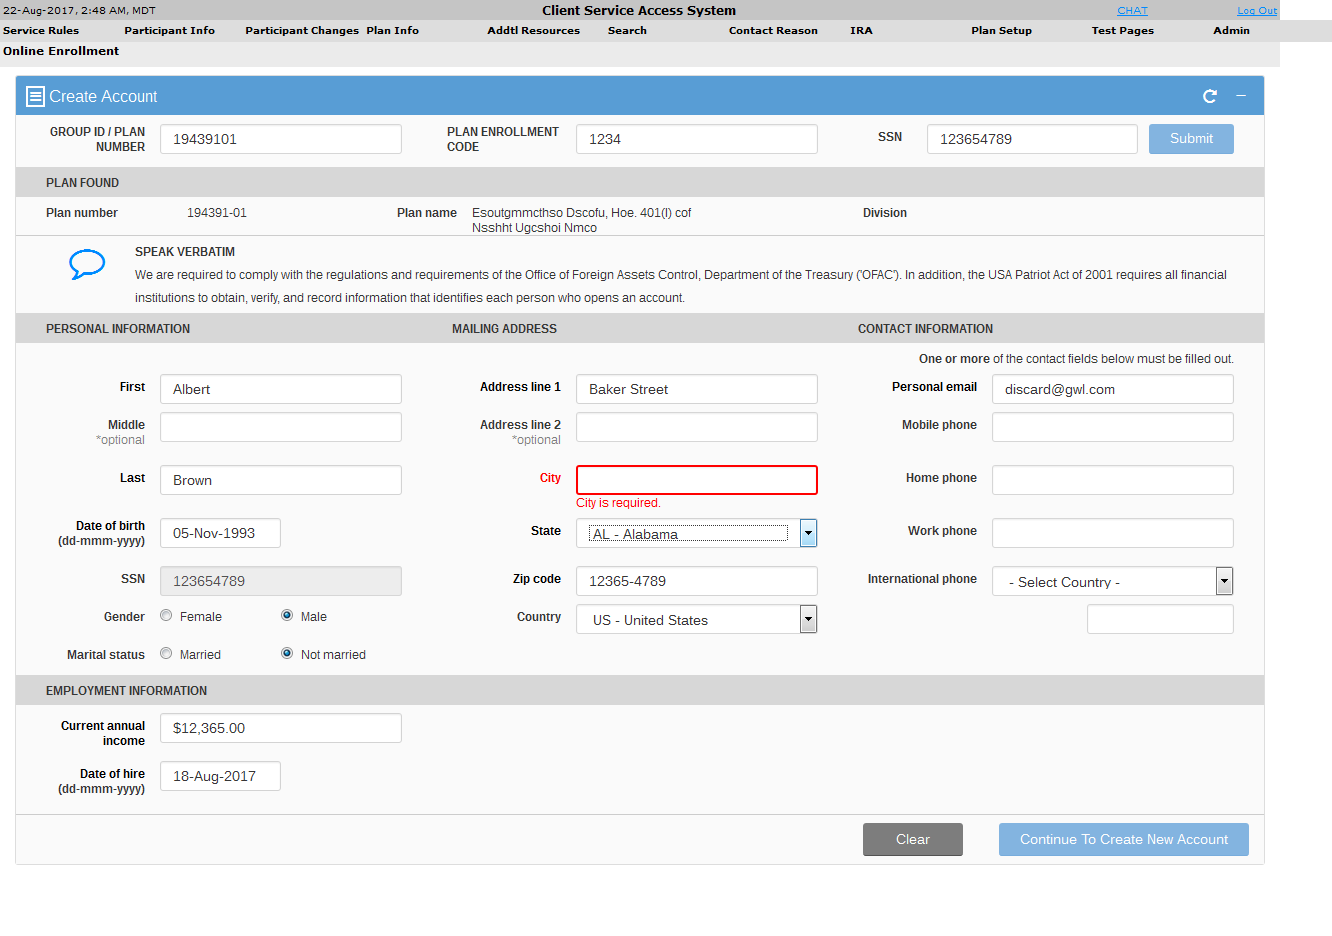 22-Aug-2017, 2:48 AM, MDT Client Service Access System CHAT Log Out
Service Rules Participant Info Participant Changes Plan Info Addtl Resources Search Contact Reason IRA Plan Setup Test Pages Admin
Online Enrollment
Create Account
GROUP ID / PLAN NUMBER 19439101 PLAN ENROLLMENT CODE 1234 SSN 123654789 Submit
PLAN FOUND
Plan number 194391-01 Plan name Esoutgmmcthso Dscofu, Hoe. 401(l) cof Division
Nsshht Ugcshoi Nmco
SPEAK VERBATIM
We are required to comply with the regulations and requirements of the Office of Foreign Assets Control, Department of the Treasury ('OFAC'). In addition, the USA Patriot Act of 2001 requires all financial
institutions to obtain, verify, and record information that identifies each person who opens an account.
PERSONAL INFORMATION MAILING ADDRESS CONTACT INFORMATION
One or more of the contact fields below must be filled out.
First Albert Address line 1 Baker Street Personal email discard@gwl.com
Middle Address line 2 Mobile phone
*optional *optional
Last Brown City Home phone
City is required.
Date of birth 05-Nov-1993 State AL - Alabama Work phone
(dd-mmm-yyyy)
SSN 123654789 Zip code 12365-4789 International phone - Select Country -
Gender Female Male Country US - United States
Marital status Married Not married
EMPLOYMENT INFORMATION
Current annual $12,365.00
income
Date of hire 18-Aug-2017
(dd-mmm-yyyy)
Clear Continue To Create New Account